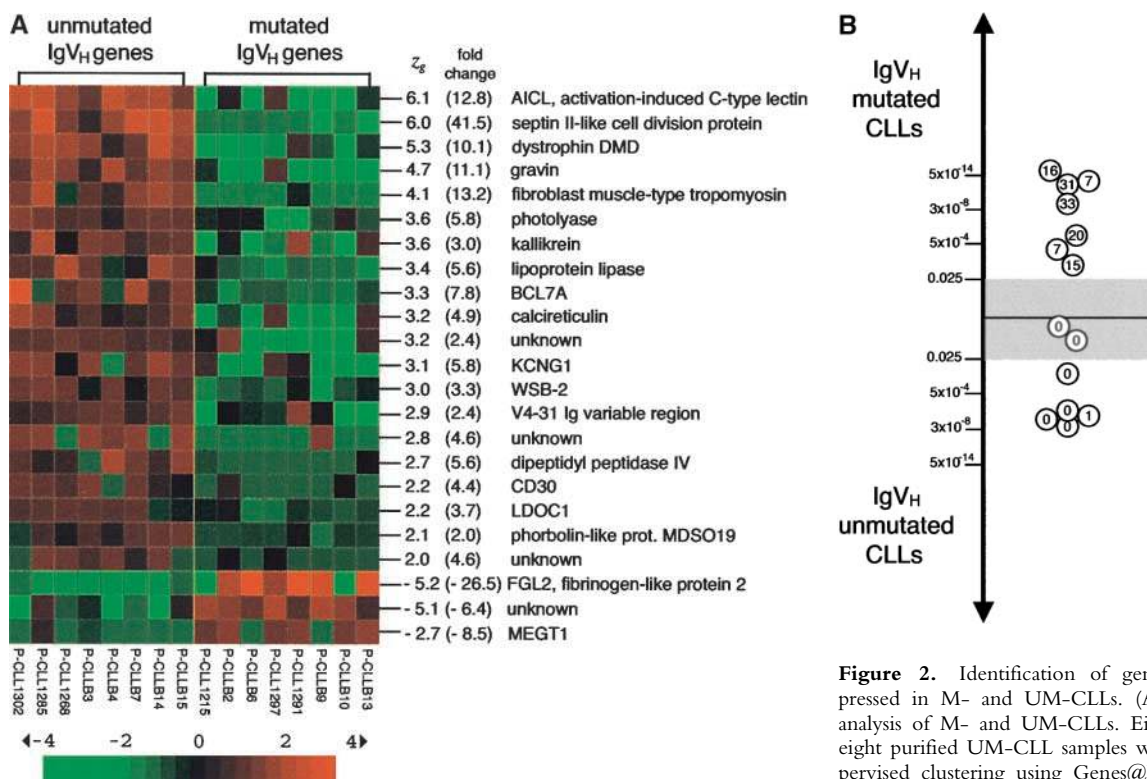 A
unmutated IgVH genes
mutated IgVH genes
zg
fold change
6.1 (12.8) AICL, activation-induced C-type lectin
6.0 (41.5) septin II-like cell division protein
5.3 (10.1) dystrophin DMD
4.7 (11.1) gravin
4.1 (13.2) fibroblast muscle-type tropomyosin
3.6 (5.8) photolyase
3.6 (3.0) kallikrein
3.4 (5.6) lipoprotein lipase
3.3 (7.8) BCL7A
3.2 (4.9) calcireticulin
3.2 (2.4) unknown
3.1 (5.8) KCNG1
3.0 (3.3) WSB-2
2.9 (2.4) V4-31 Ig variable region
2.8 (4.6) unknown
2.7 (5.6) dipeptidyl peptidase IV
2.2 (4.4) CD30
2.2 (3.7) LDOC1
2.1 (2.0) phorbolin-like prot. MDSO19
2.0 (4.6) unknown
- 5.2 (- 26.5) FGL2, fibrinogen-like protein 2
- 5.1 (- 6.4) unknown
- 2.7 (- 8.5) MEGT1
P-CLL1302
P-CLL1285
P-CLL1266
P-CLLB3
P-CLLB4
P-CLLB7
P-CLLB14
P-CLLB15
P-CLL1215
P-CLLB2
P-CLLB6
P-CLL1297
P-CLL1291
P-CLLB9
P-CLLB10
P-CLLB13
-4 -2 0 2 4
B
IgVH
mutated
CLLs
5x10-14
3x10-8
5x10-4
0.025
0.025
5x10-4
3x10-8
5x10-14
16
31
7
33
20
7
15
0
0
0
0
0
0
1
IgVH
unmutated
CLLs
Figure 2. Identification of gen
pressed in M- and UM-CLLs. (A
analysis of M- and UM-CLLs. Ei
eight purified UM-CLL samples w
pervised clustering using Genes@